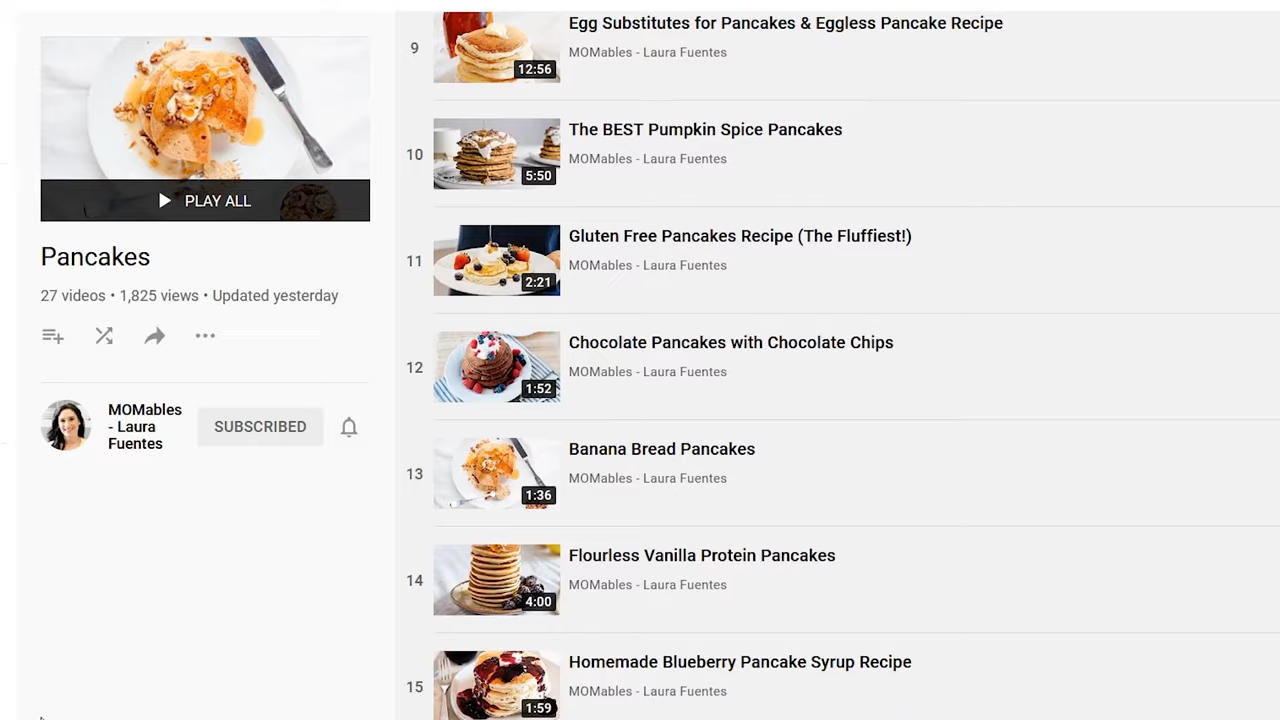 PLAY ALL
Pancakes
27 videos • 1,825 views • Updated yesterday
MOMables
- Laura
Fuentes
SUBSCRIBED
9
Egg Substitutes for Pancakes & Eggless Pancake Recipe
MOMables - Laura Fuentes
12:56
10
The BEST Pumpkin Spice Pancakes
MOMables - Laura Fuentes
5:50
11
Gluten Free Pancakes Recipe (The Fluffiest!)
MOMables - Laura Fuentes
2:21
12
Chocolate Pancakes with Chocolate Chips
MOMables - Laura Fuentes
1:52
13
Banana Bread Pancakes
MOMables - Laura Fuentes
1:36
14
Flourless Vanilla Protein Pancakes
MOMables - Laura Fuentes
4:00
15
Homemade Blueberry Pancake Syrup Recipe
MOMables - Laura Fuentes
1:59